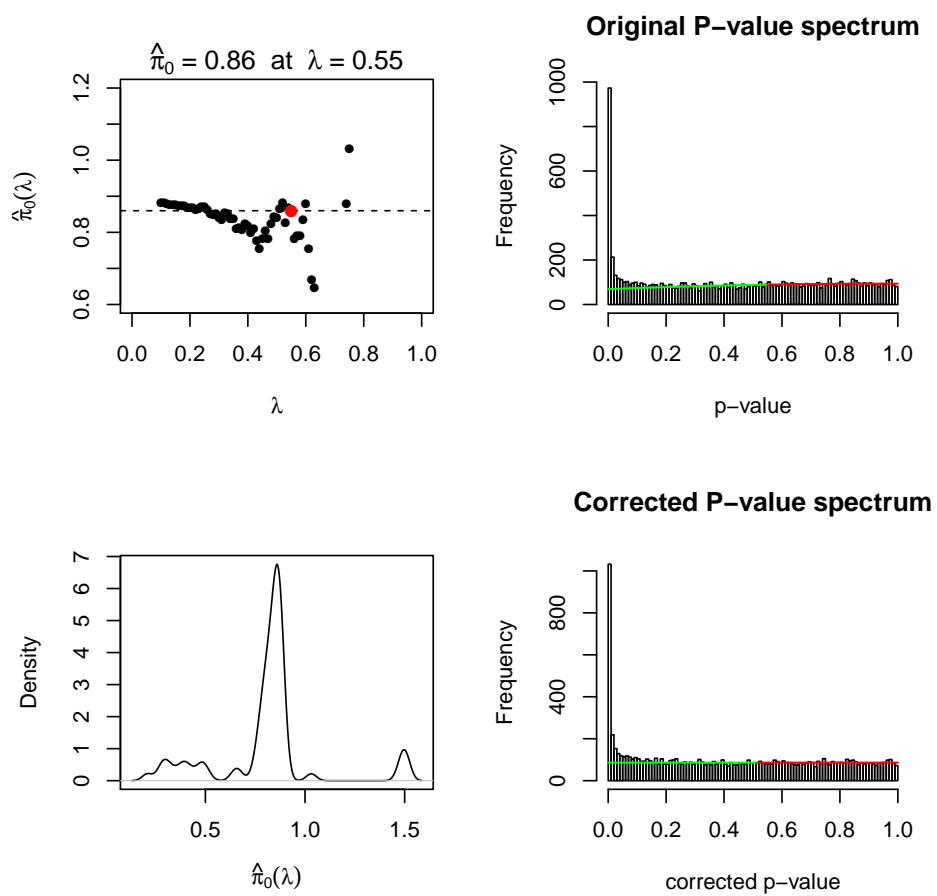 π̂₀ = 0.86 at λ = 0.55
π̂₀(λ)
1.2
1.0
0.8
0.6
0.0 0.2 0.4 0.6 0.8 1.0
λ
Original P−value spectrum
Frequency
1000
600
200
0
0.0 0.2 0.4 0.6 0.8 1.0
p−value
Density
7
6
5
4
3
2
1
0
0.5 1.0 1.5
π̂₀(λ)
Corrected P−value spectrum
Frequency
800
400
0
0.0 0.2 0.4 0.6 0.8 1.0
corrected p−value